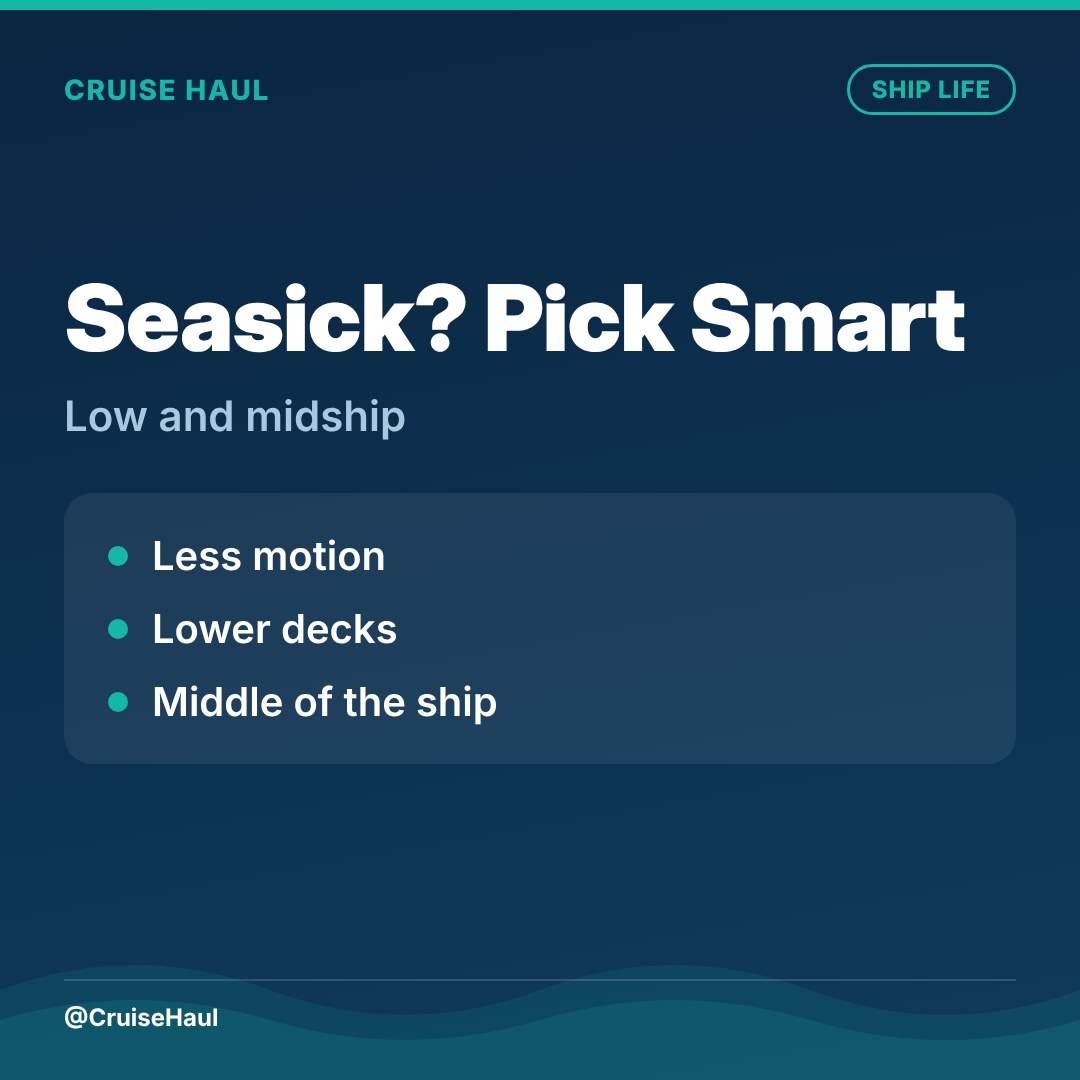 CRUISE HAUL
SHIP LIFE
Seasick? Pick Smart
Low and midship
Less motion
Lower decks
Middle of the ship
@CruiseHaul